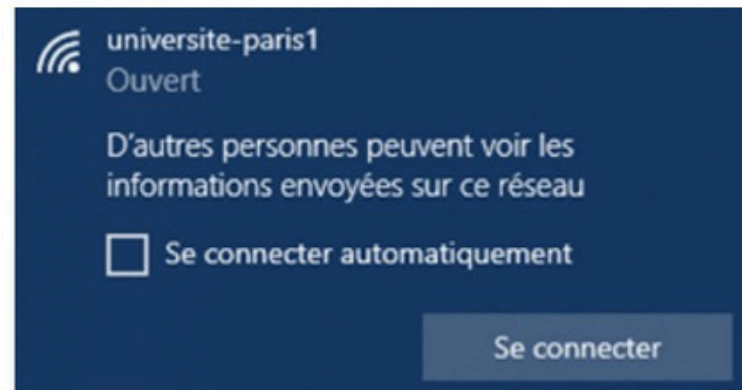 universite-paris1
Ouvert
D'autres personnes peuvent voir les
informations envoyées sur ce réseau
Se connecter automatiquement
Se connecter